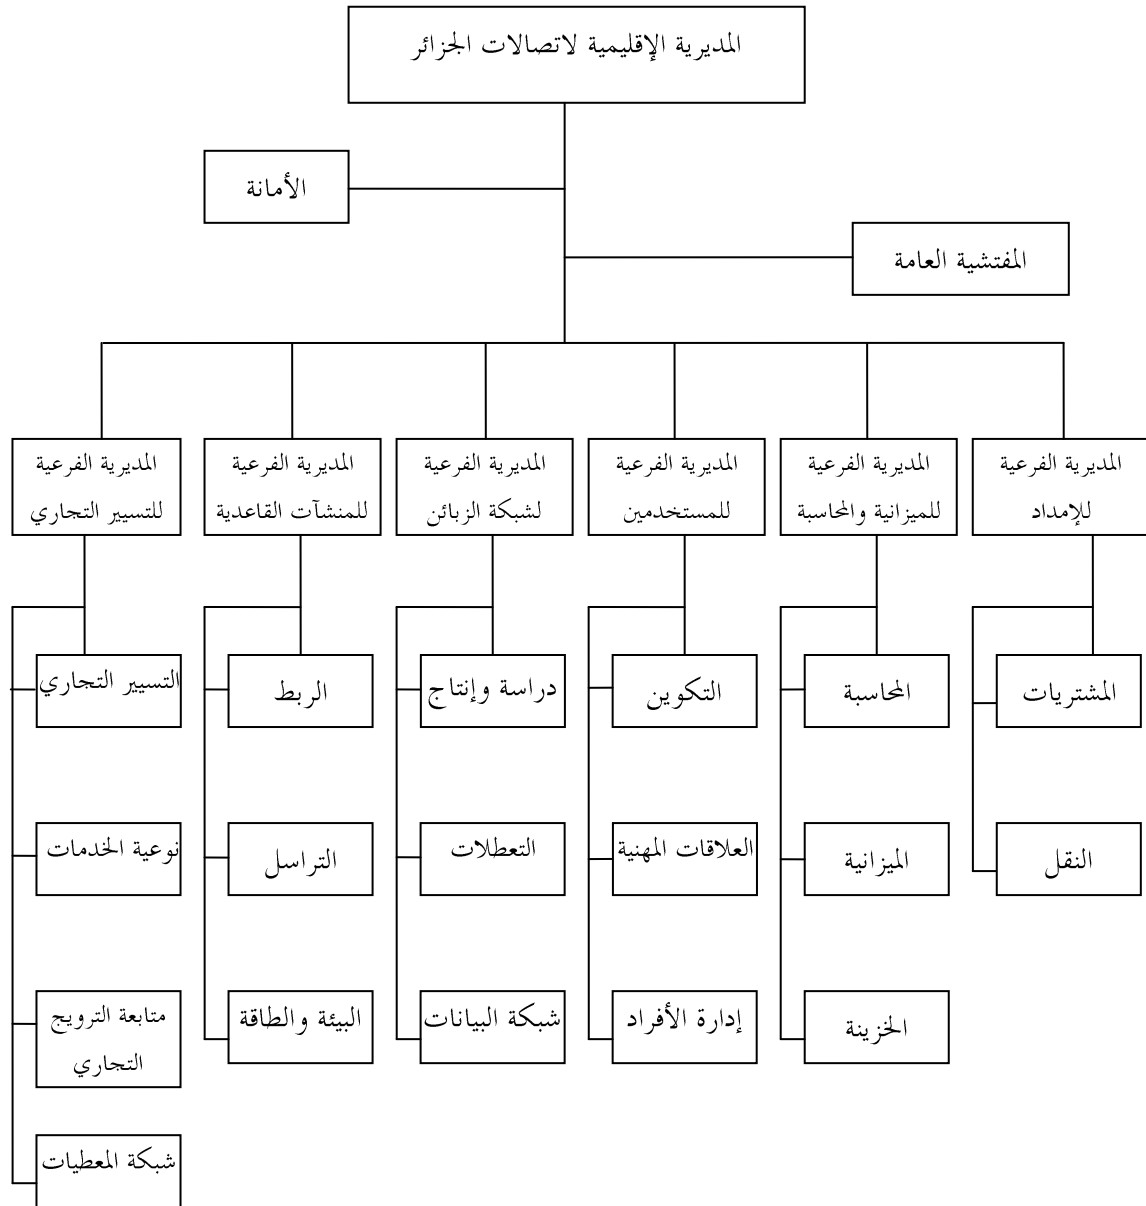 المديرية الإقليمية لاتصالات الجزائر
الأمانة
المفتشية العامة
المديرية الفرعية
للإمداد
المديرية الفرعية
للميزانية والمحاسبة
المديرية الفرعية
للمستخدمين
المديرية الفرعية
لشبكة الزبائن
المديرية الفرعية
للمنشآت القاعدية
المديرية الفرعية
للتسيير التجاري
المشتريات
المحاسبة
التكوين
دراسة وإنتاج
الربط
التسيير التجاري
النقل
الميزانية
العلاقات المهنية
التعطلات
التراسل
نوعية الخدمات
الخزينة
إدارة الأفراد
شبكة البيانات
البيئة والطاقة
متابعة الترويج
التجاري
شبكة المعطيات